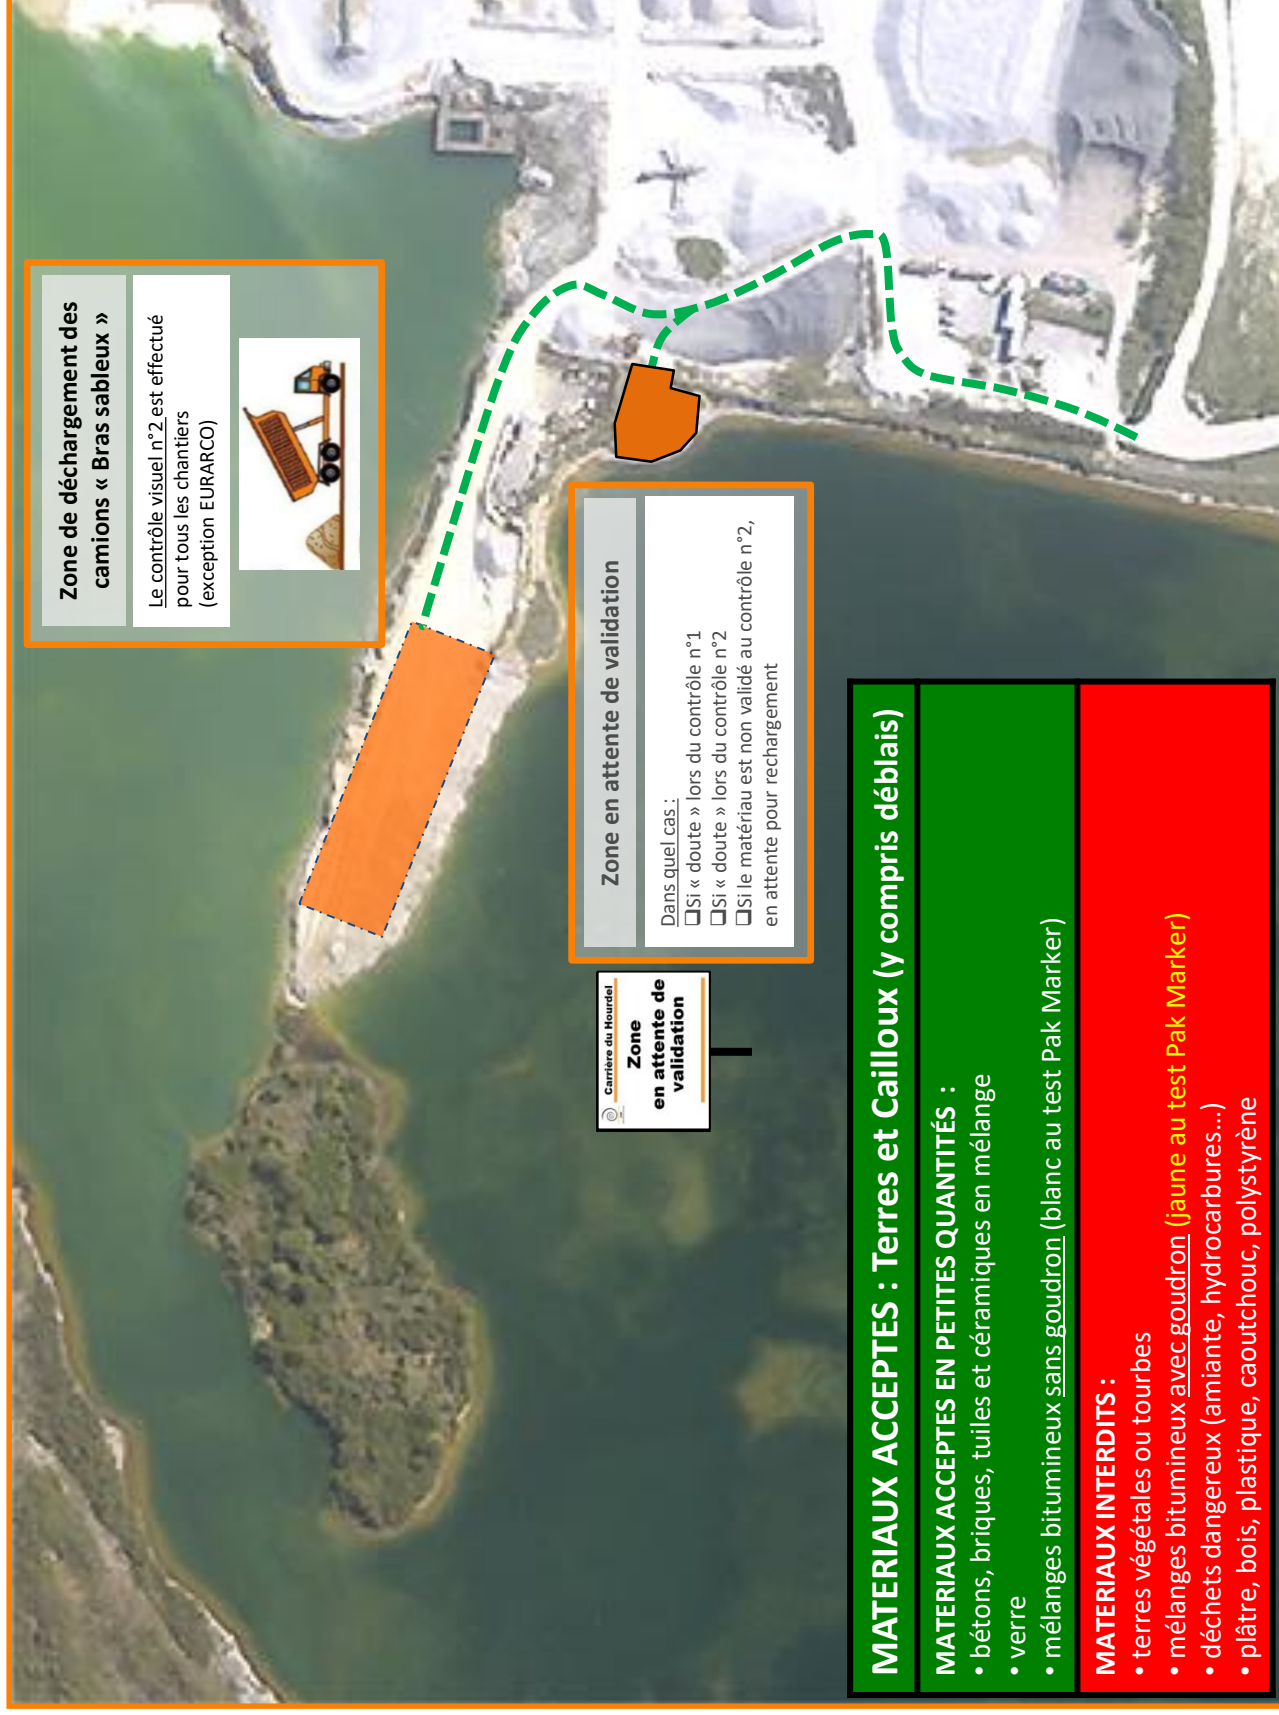 Zone de déchargement des
camions « Bras sableux »
Le contrôle visuel n°2 est effectué
pour tous les chantiers
(exception EURARCO)
Zone en attente de validation
Dans quel cas :
❑Si « doute » lors du contrôle n°1
❑Si « doute » lors du contrôle n°2
❑Si le matériau est non validé au contrôle n°2,
en attente pour rechargement
Carrière du Hourdel
Zone
en attente de
validation
MATERIAUX ACCEPTES : Terres et Cailloux (y compris déblais)
MATERIAUX ACCEPTES EN PETITES QUANTITÉS :
• bétons, briques, tuiles et céramiques en mélange
• verre
• mélanges bitumineux sans goudron (blanc au test Pak Marker)
MATERIAUX INTERDITS :
• terres végétales ou tourbes
• mélanges bitumineux avec goudron (jaune au test Pak Marker)
• déchets dangereux (amiante, hydrocarbures...)
• plâtre, bois, plastique, caoutchouc, polystyrène